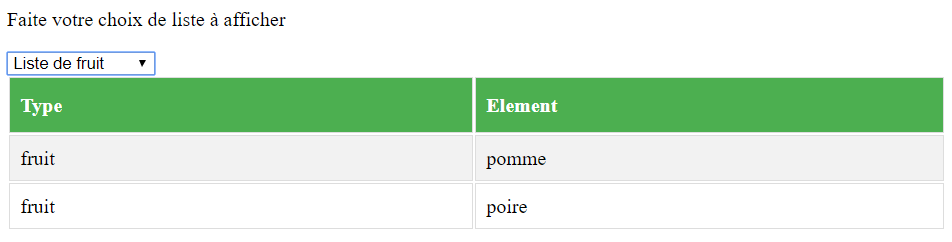 Faite votre choix de liste à afficher
Liste de fruit
Type Element
fruit pomme
fruit poire